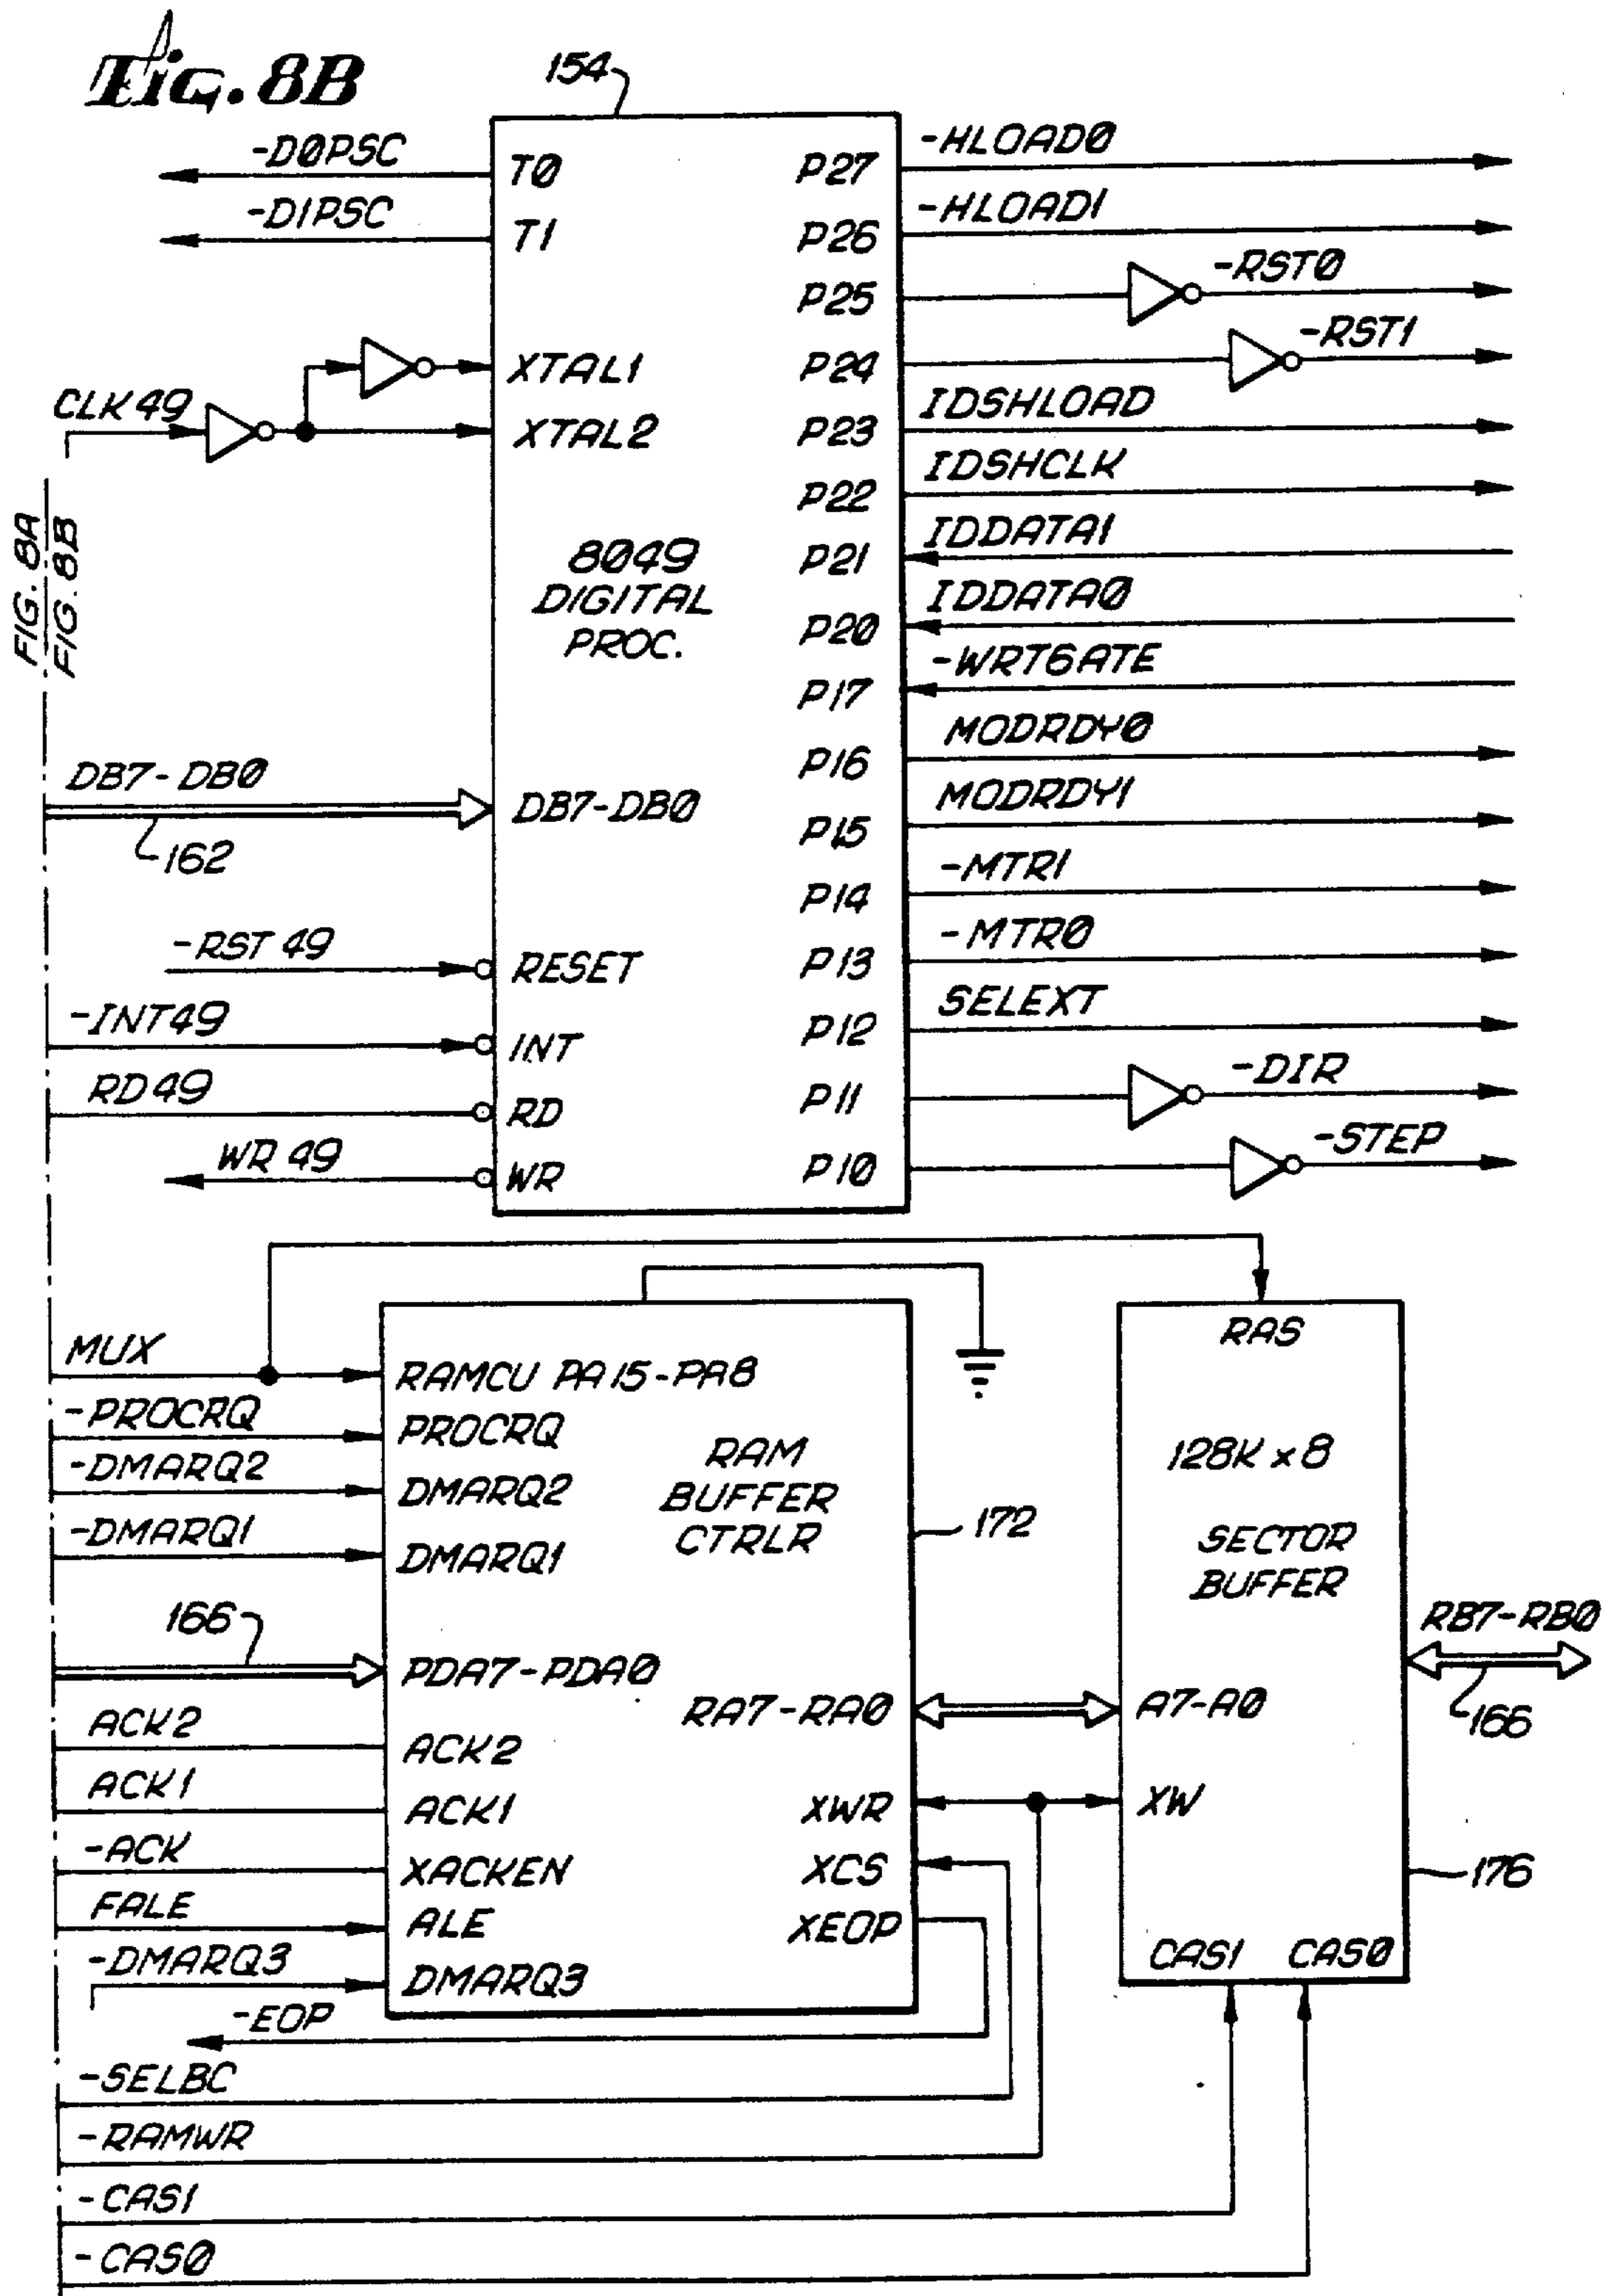 Fig. 8B
154
-D0PSC
T0
P27
-HLOAD0
-D1PSC
T1
P26
-HLOAD1
P25
-RST0
XTAL1
P24
-RST1
CLK49
XTAL2
P23
IDSHLOAD
P22
IDSHCLK
FIG. 8A
FIG. 8B
8049
DIGITAL
PROC.
P21
IDDATA1
P20
IDDATA0
P17
-WRT6ATE
P16
MODRDY0
DB7-DB0
DB7-DB0
162
P15
MODRDY1
P14
-MTR1
-RST 49
RESET
P13
-MTR0
-INT49
INT
P12
SELEXT
RD49
RD
P11
-DIR
WR 49
WR
P10
-STEP
MUX
RAMCU PA15-PA8
RAS
-PROCRQ
PROCRQ
-DMARQ2
DMARQ2
-DMARQ1
DMARQ1
RAM
BUFFER
CTRLR
172
128K x 8
SECTOR
BUFFER
166
PDA7-PDA0
RA7-RA0
A7-A0
RB7-RB0
166
ACK2
ACK2
ACK1
ACK1
XWR
XW
-ACK
XACKEN
XCS
176
FALE
ALE
XEOP
-DMARQ3
DMARQ3
CAS1
CAS0
-EOP
-SELBC
-RAMWR
-CAS1
-CAS0